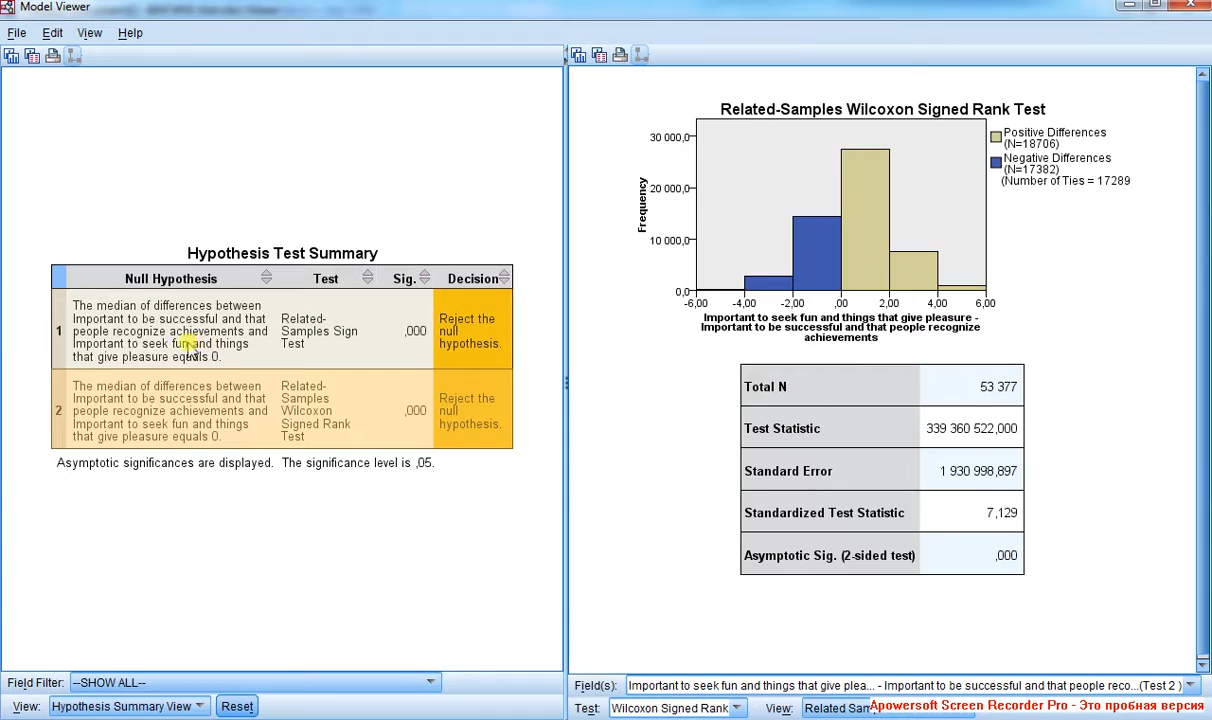 Model Viewer
File Edit View Help
Hypothesis Test Summary
Null Hypothesis Test Sig. Decision
1
The median of differences between
Important to be successful and that
people recognize achievements and
Important to seek fun and things
that give pleasure equals 0.
Related-
Samples Sign
Test
,000
Reject the
null
hypothesis.
2
The median of differences between
Important to be successful and that
people recognize achievements and
Important to seek fun and things
that give pleasure equals 0.
Related-
Samples
Wilcoxon
Signed Rank
Test
,000
Reject the
null
hypothesis.
Asymptotic significances are displayed. The significance level is ,05.
Field Filter: --SHOW ALL--
View: Hypothesis Summary View Reset
Related-Samples Wilcoxon Signed Rank Test
Frequency
30 000,0
20 000,0
10 000,0
0,0
-6,00 -4,00 -2,00 ,00 2,00 4,00 6,00
Important to seek fun and things that give pleasure -
Important to be successful and that people recognize
achievements
Positive Differences
(N=18706)
Negative Differences
(N=17382)
(Number of Ties = 17289
Total N 53 377
Test Statistic 339 360 522,000
Standard Error 1 930 998,897
Standardized Test Statistic 7,129
Asymptotic Sig. (2-sided test) ,000
Field(s): Important to seek fun and things that give plea... - Important to be successful and that people reco...(Test 2 )
Test: Wilcoxon Signed Rank View: Related
Apowersoft Screen Recorder Pro - Это пробная версия